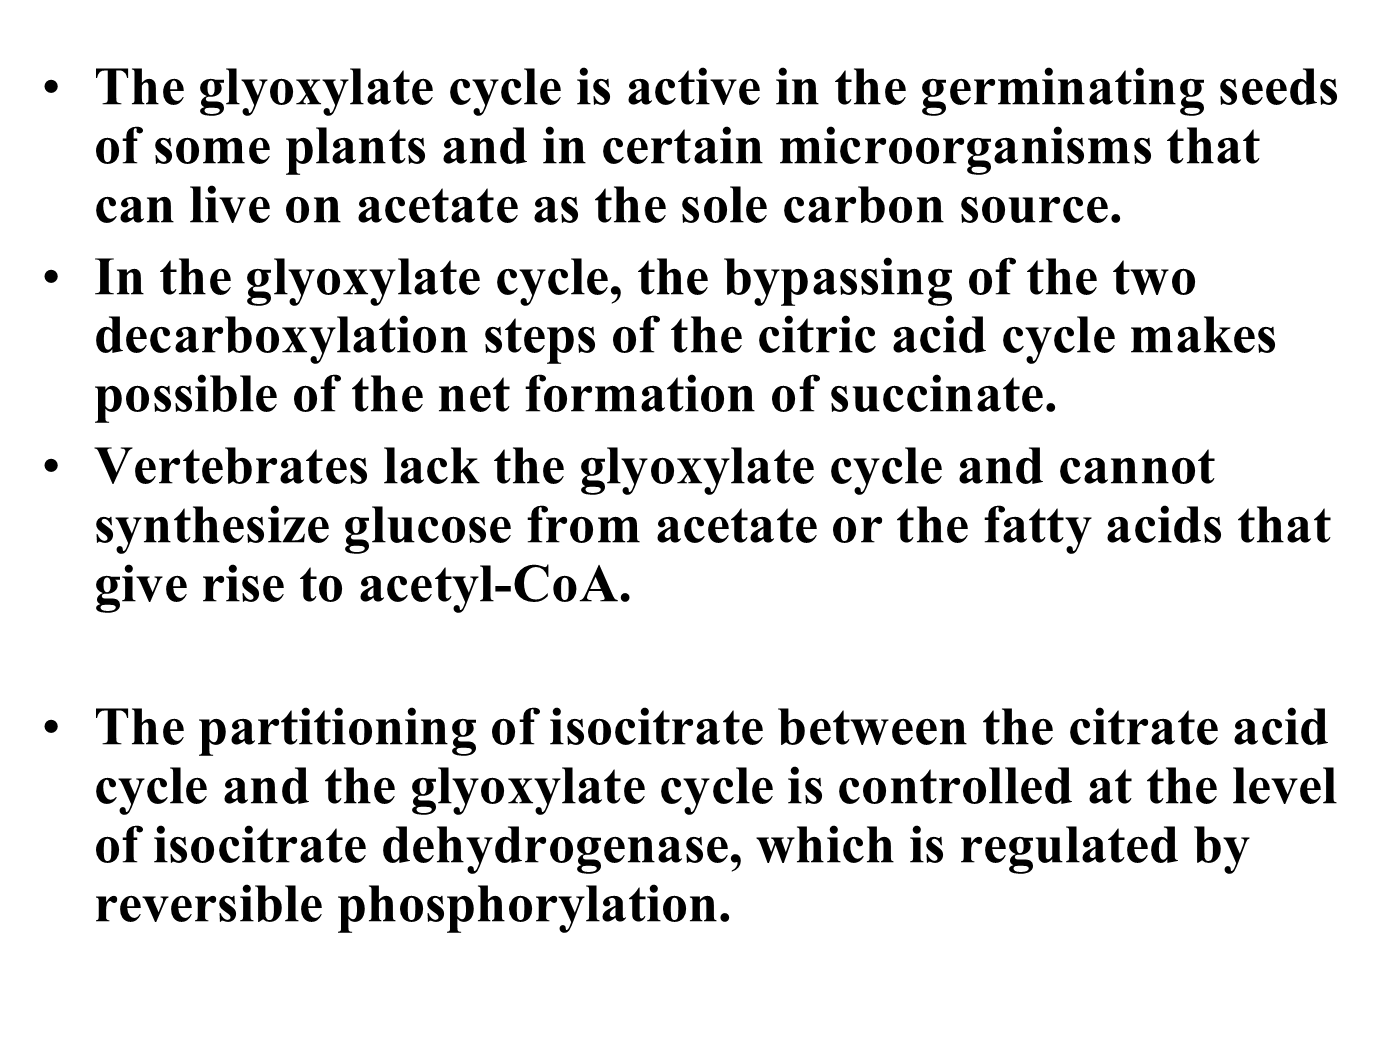 • The glyoxylate cycle is active in the germinating seeds
of some plants and in certain microorganisms that
can live on acetate as the sole carbon source.
• In the glyoxylate cycle, the bypassing of the two
decarboxylation steps of the citric acid cycle makes
possible of the net formation of succinate.
• Vertebrates lack the glyoxylate cycle and cannot
synthesize glucose from acetate or the fatty acids that
give rise to acetyl-CoA.
• The partitioning of isocitrate between the citrate acid
cycle and the glyoxylate cycle is controlled at the level
of isocitrate dehydrogenase, which is regulated by
reversible phosphorylation.